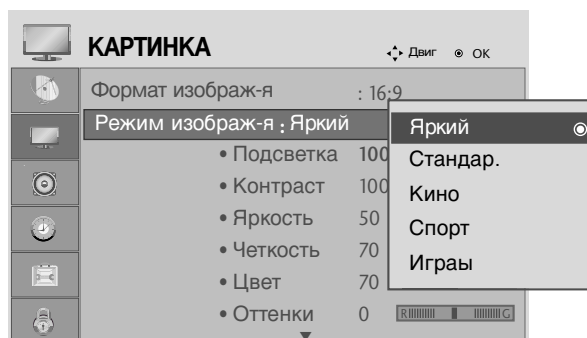 КАРТИНКА
Двиг ОК
Формат изображ-я : 16:9
Режим изображ-я : Яркий
• Подсветка 100
• Контраст 100
• Яркость 50
• Четкость 70
• Цвет 70
• Оттенки 0 R G
Яркий
Стандар.
Кино
Спорт
Играы